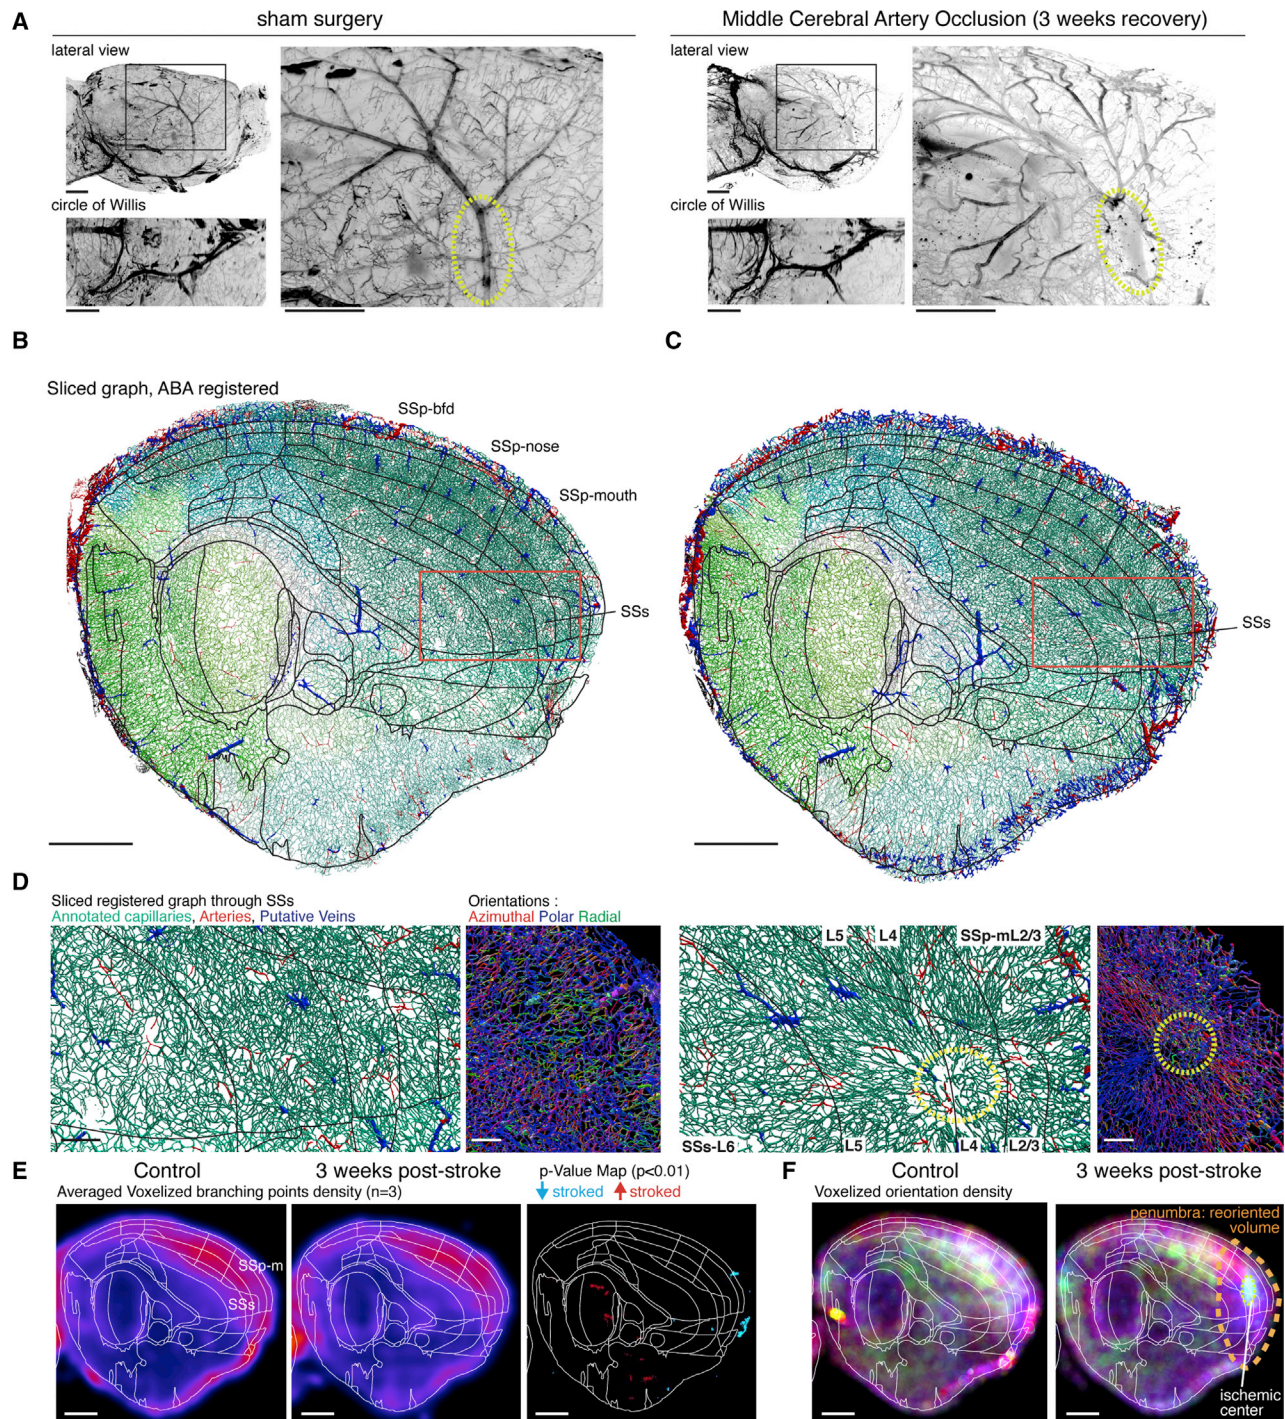 A
sham surgery
Middle Cerebral Artery Occlusion (3 weeks recovery)
lateral view
lateral view
circle of Willis
circle of Willis
B
C
Sliced graph, ABA registered
SSp-bfd
SSp-nose
SSp-mouth
SSs
SSs
D
Sliced registered graph through SSs
Annotated capillaries, Arteries, Putative Veins
Orientations :
Azimuthal Polar Radial
L5
L4
SSp-mL2/3
SSs-L6
L5
L4
L2/3
E
Control
3 weeks post-stroke
p-Value Map (p<0.01)
Averaged Voxelized branching points density (n=3)
↓ stroked ↑ stroked
SSp-m
SSs
F
Control
3 weeks post-stroke
Voxelized orientation density
penumbra: reoriented
volume
ischemic
center